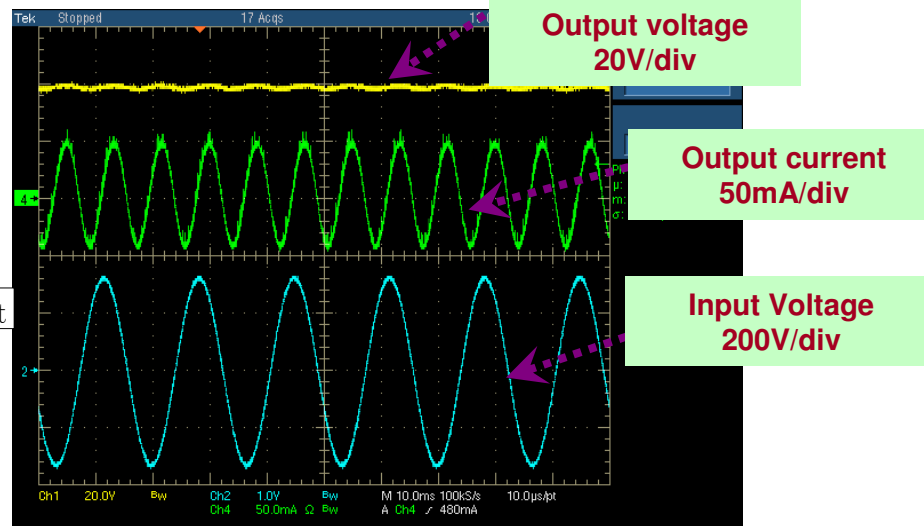 Tek Stopped 17 Acqs
Output voltage
20V/div
Output current
50mA/div
4
μ:
m:
σ:
t
Input Voltage
200V/div
2
Ch1 20.0V Bw Ch2 1.0V Bw M 10.0ms 100kS/s 10.0µs/pt
Ch4 50.0mA Ω Bw A Ch4 ⁄ 480mA